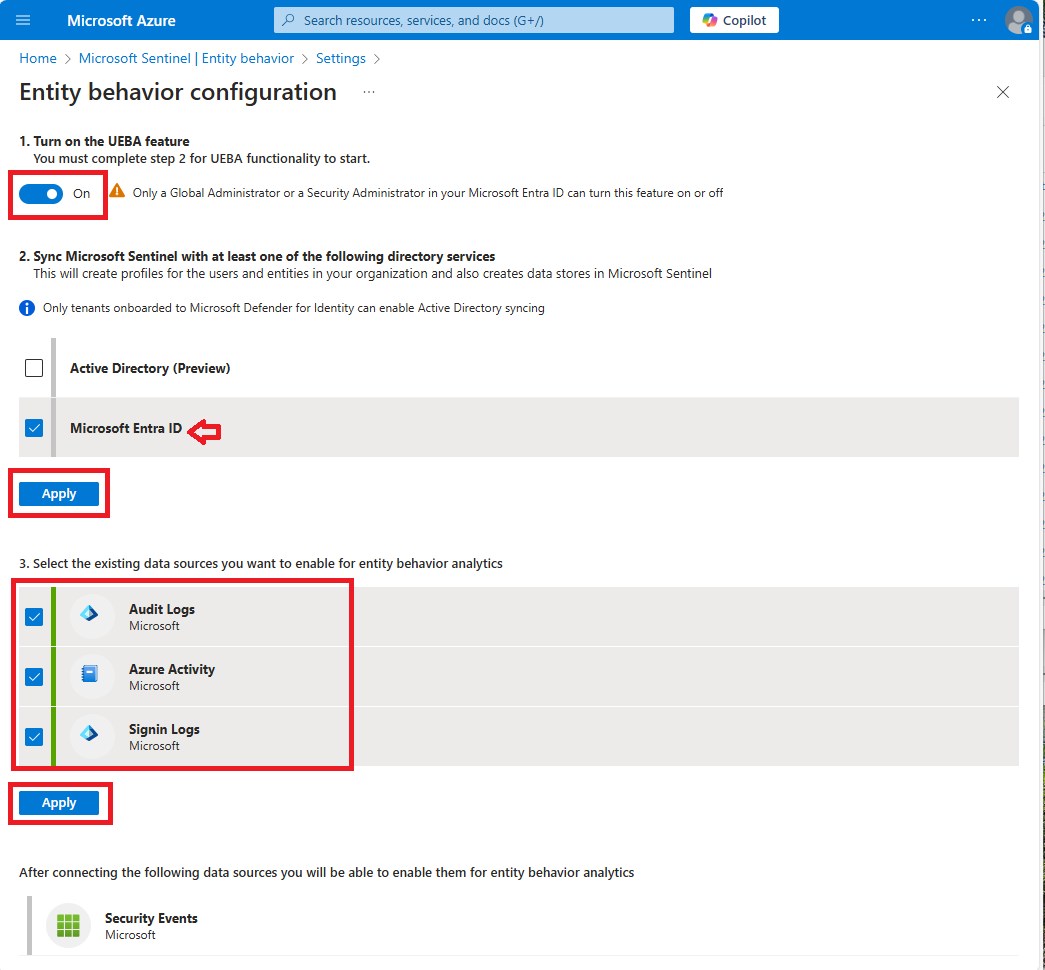 Microsoft Azure
Search resources, services, and docs (G+/)
Copilot
Home > Microsoft Sentinel | Entity behavior > Settings >
Entity behavior configuration
1. Turn on the UEBA feature
You must complete step 2 for UEBA functionality to start.
On
Only a Global Administrator or a Security Administrator in your Microsoft Entra ID can turn this feature on or off
2. Sync Microsoft Sentinel with at least one of the following directory services
This will create profiles for the users and entities in your organization and also creates data stores in Microsoft Sentinel
Only tenants onboarded to Microsoft Defender for Identity can enable Active Directory syncing
Active Directory (Preview)
Microsoft Entra ID
Apply
3. Select the existing data sources you want to enable for entity behavior analytics
Audit Logs
Microsoft
Azure Activity
Microsoft
Signin Logs
Microsoft
Apply
After connecting the following data sources you will be able to enable them for entity behavior analytics
Security Events
Microsoft